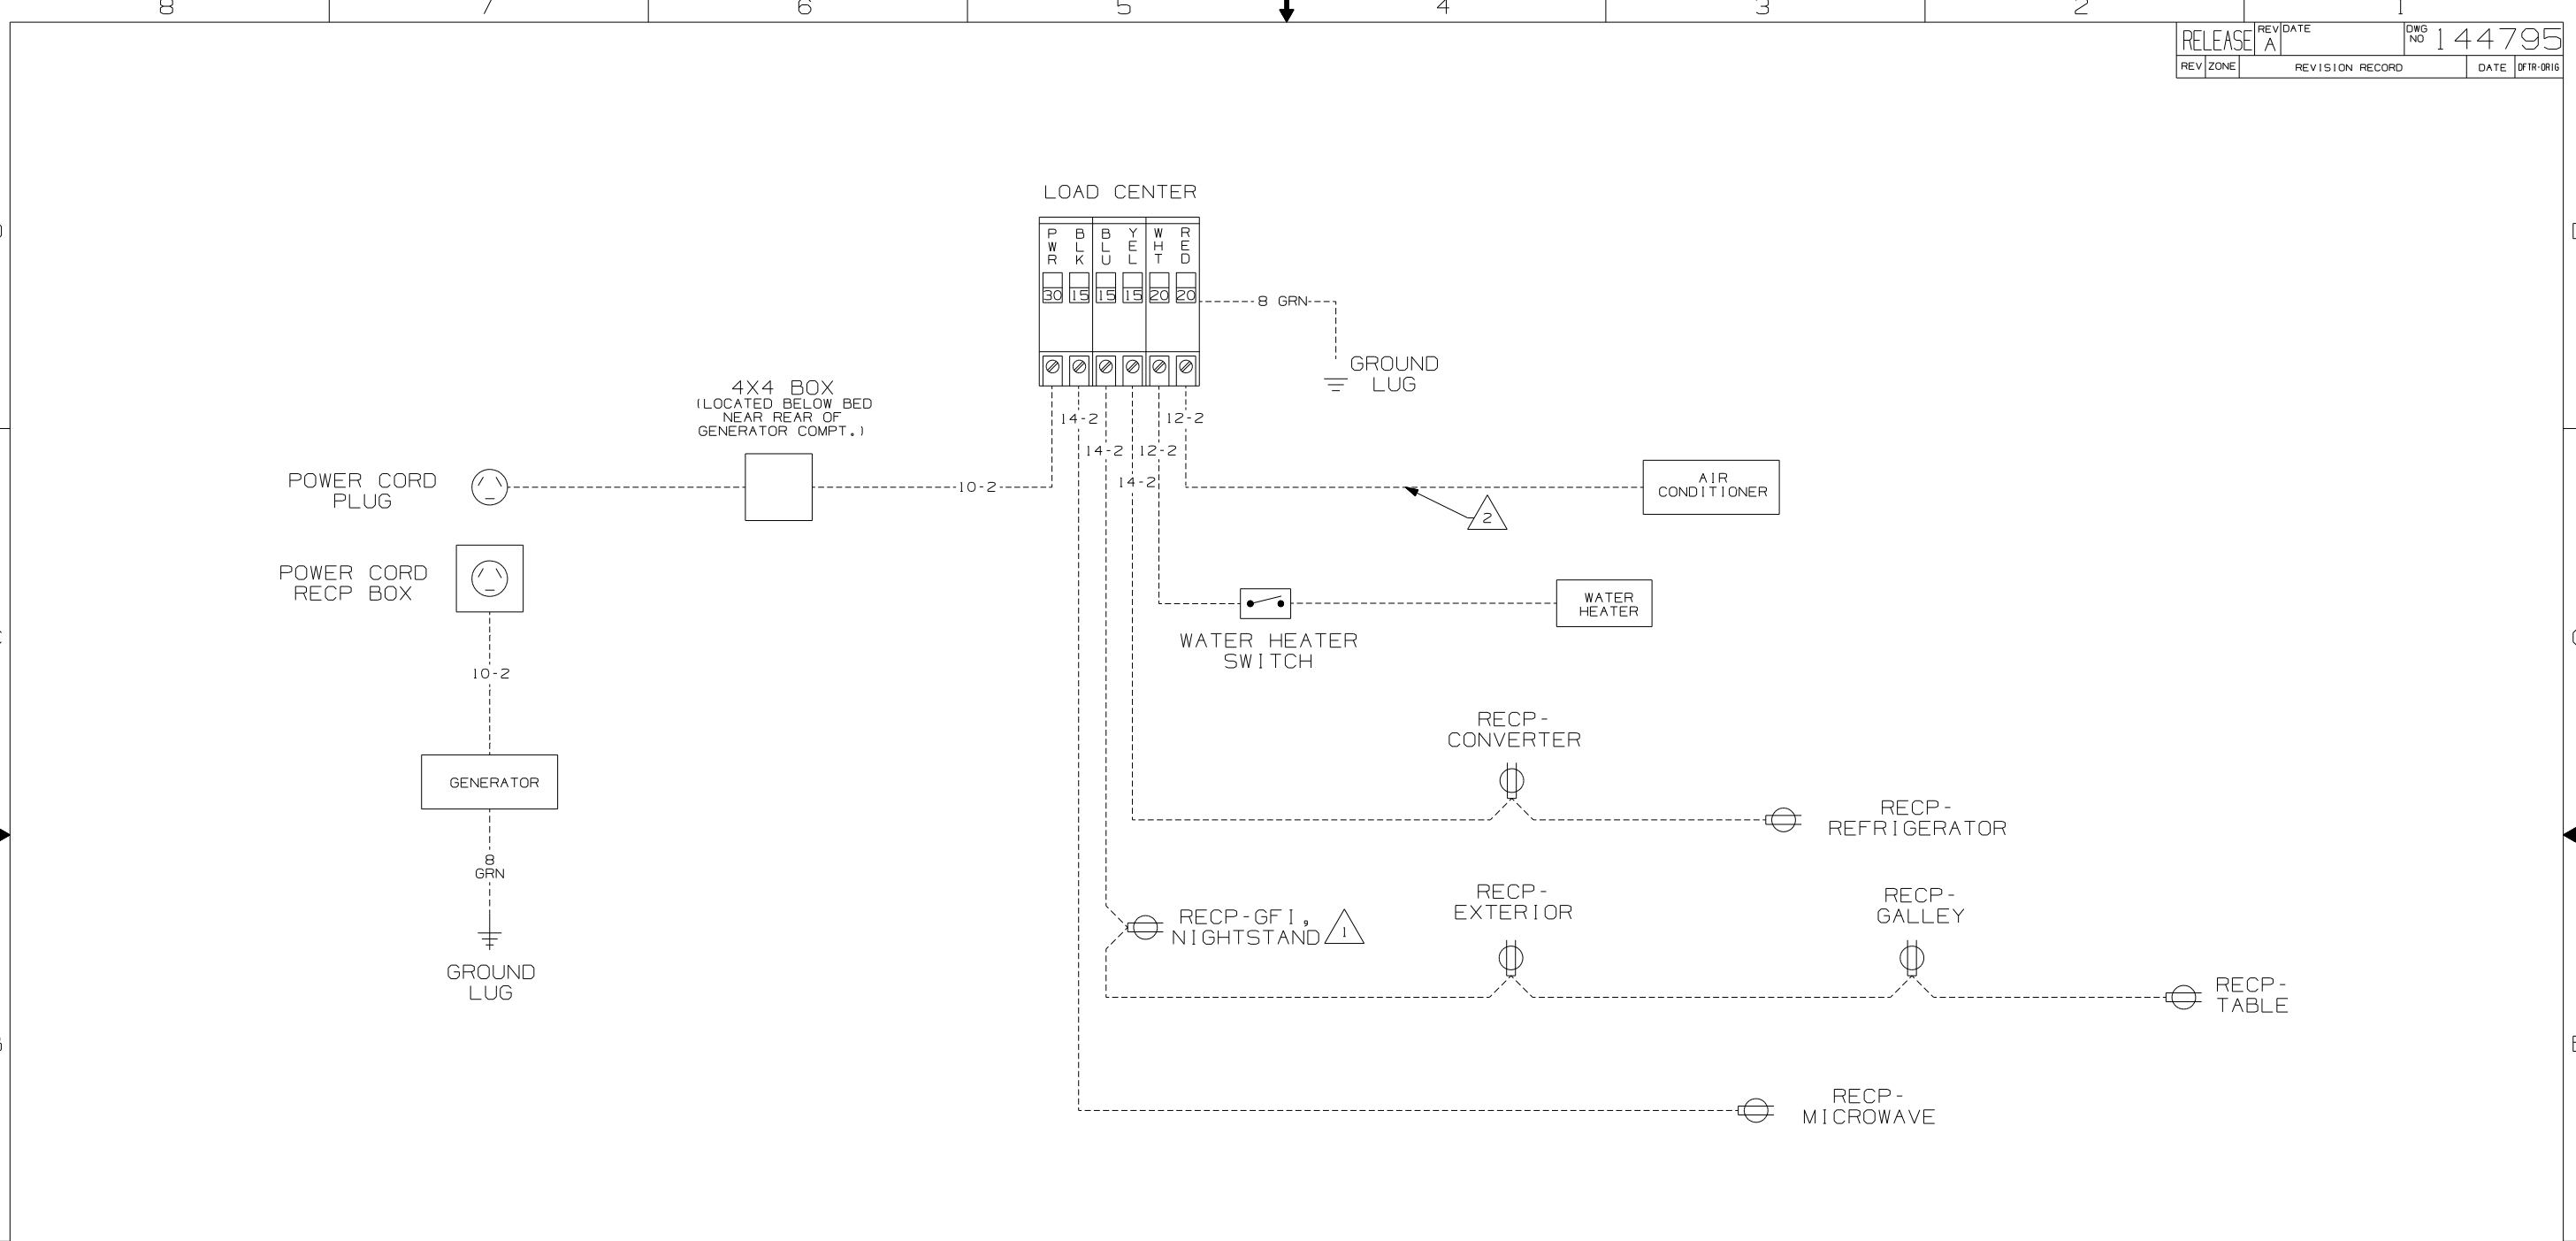 8 7 6 5 4 3 2 1
RELEASE REV A DATE DWG NO 144795
REV ZONE REVISION RECORD DATE DFTR-ORIG
LOAD CENTER
PWR BLK BLU YEL WHT RED
30 15 15 15 20 20
8 GRN
GROUND
LUG
4X4 BOX
(LOCATED BELOW BED
NEAR REAR OF
GENERATOR COMPT.)
14-2
12-2
14-2
12-2
14-2
POWER CORD
PLUG
10-2
AIR
CONDITIONER
2
POWER CORD
RECP BOX
WATER
HEATER
WATER HEATER
SWITCH
10-2
RECP-
CONVERTER
GENERATOR
RECP-
REFRIGERATOR
8
GRN
RECP-GFI,
NIGHTSTAND
1
RECP-
EXTERIOR
RECP-
GALLEY
GROUND
LUG
RECP-
TABLE
RECP-
MICROWAVE